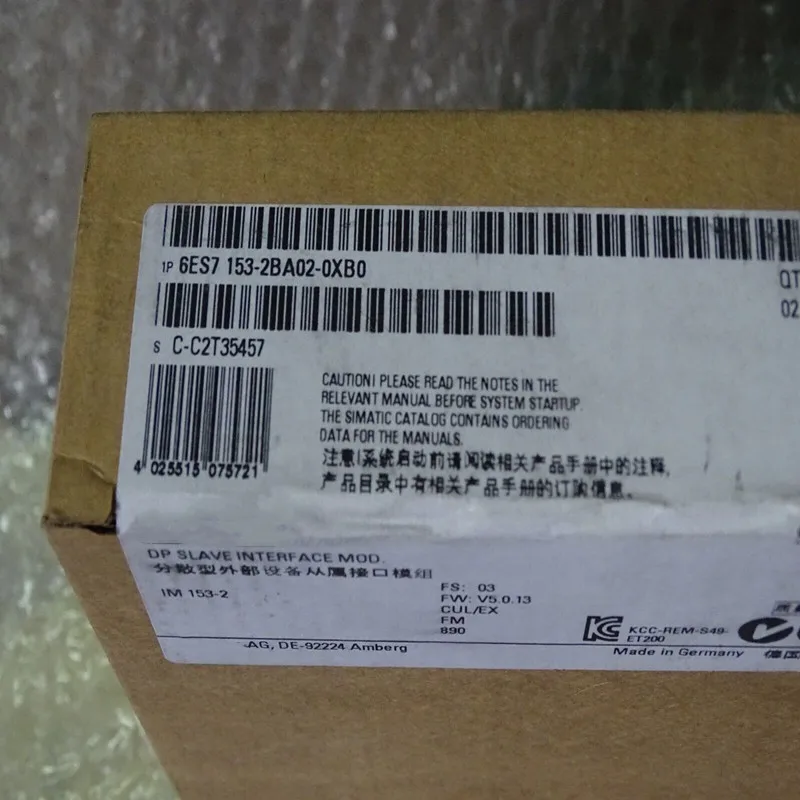 1P 6ES7 153-2BA02-0XB0
QT
02
S C-C2T35457
4 025515 075721
CAUTION! PLEASE READ THE NOTES IN THE
RELEVANT MANUAL BEFORE SYSTEM STARTUP.
THE SIMATIC CATALOG CONTAINS ORDERING
DATA FOR THE MANUALS.
注意!系统启动前请阅读相关产品手册中的注释,
产品目录中有相关产品手册的订购信息。
DP SLAVE INTERFACE MOD.
分散型外部设备从属接口模组
IM 153-2
FS: 03
FW: V5.0.13
CUL/EX
FM
890
KCC-REM-S49-
ET200
-AG, DE-92224 Amberg
Made in Germany
德国